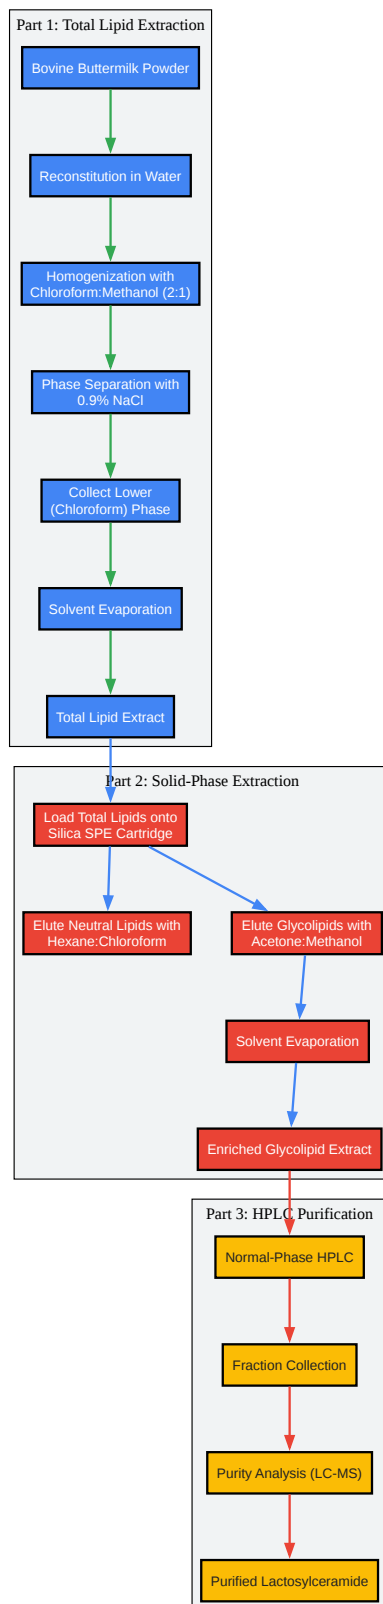 Part 1: Total Lipid Extraction
Bovine Buttermilk Powder
Reconstitution in Water
Homogenization with
Chloroform:Methanol (2:1)
Phase Separation with
0.9% NaCl
Collect Lower
(Chloroform) Phase
Solvent Evaporation
Total Lipid Extract
Part 2: Solid-Phase Extraction
Load Total Lipids onto
Silica SPE Cartridge
Elute Neutral Lipids with
Hexane:Chloroform
Elute Glycolipids with
Acetone:Methanol
Solvent Evaporation
Enriched Glycolipid Extract
Part 3: HPLC Purification
Normal-Phase HPLC
Fraction Collection
Purity Analysis (LC-MS)
Purified Lactosylceramide